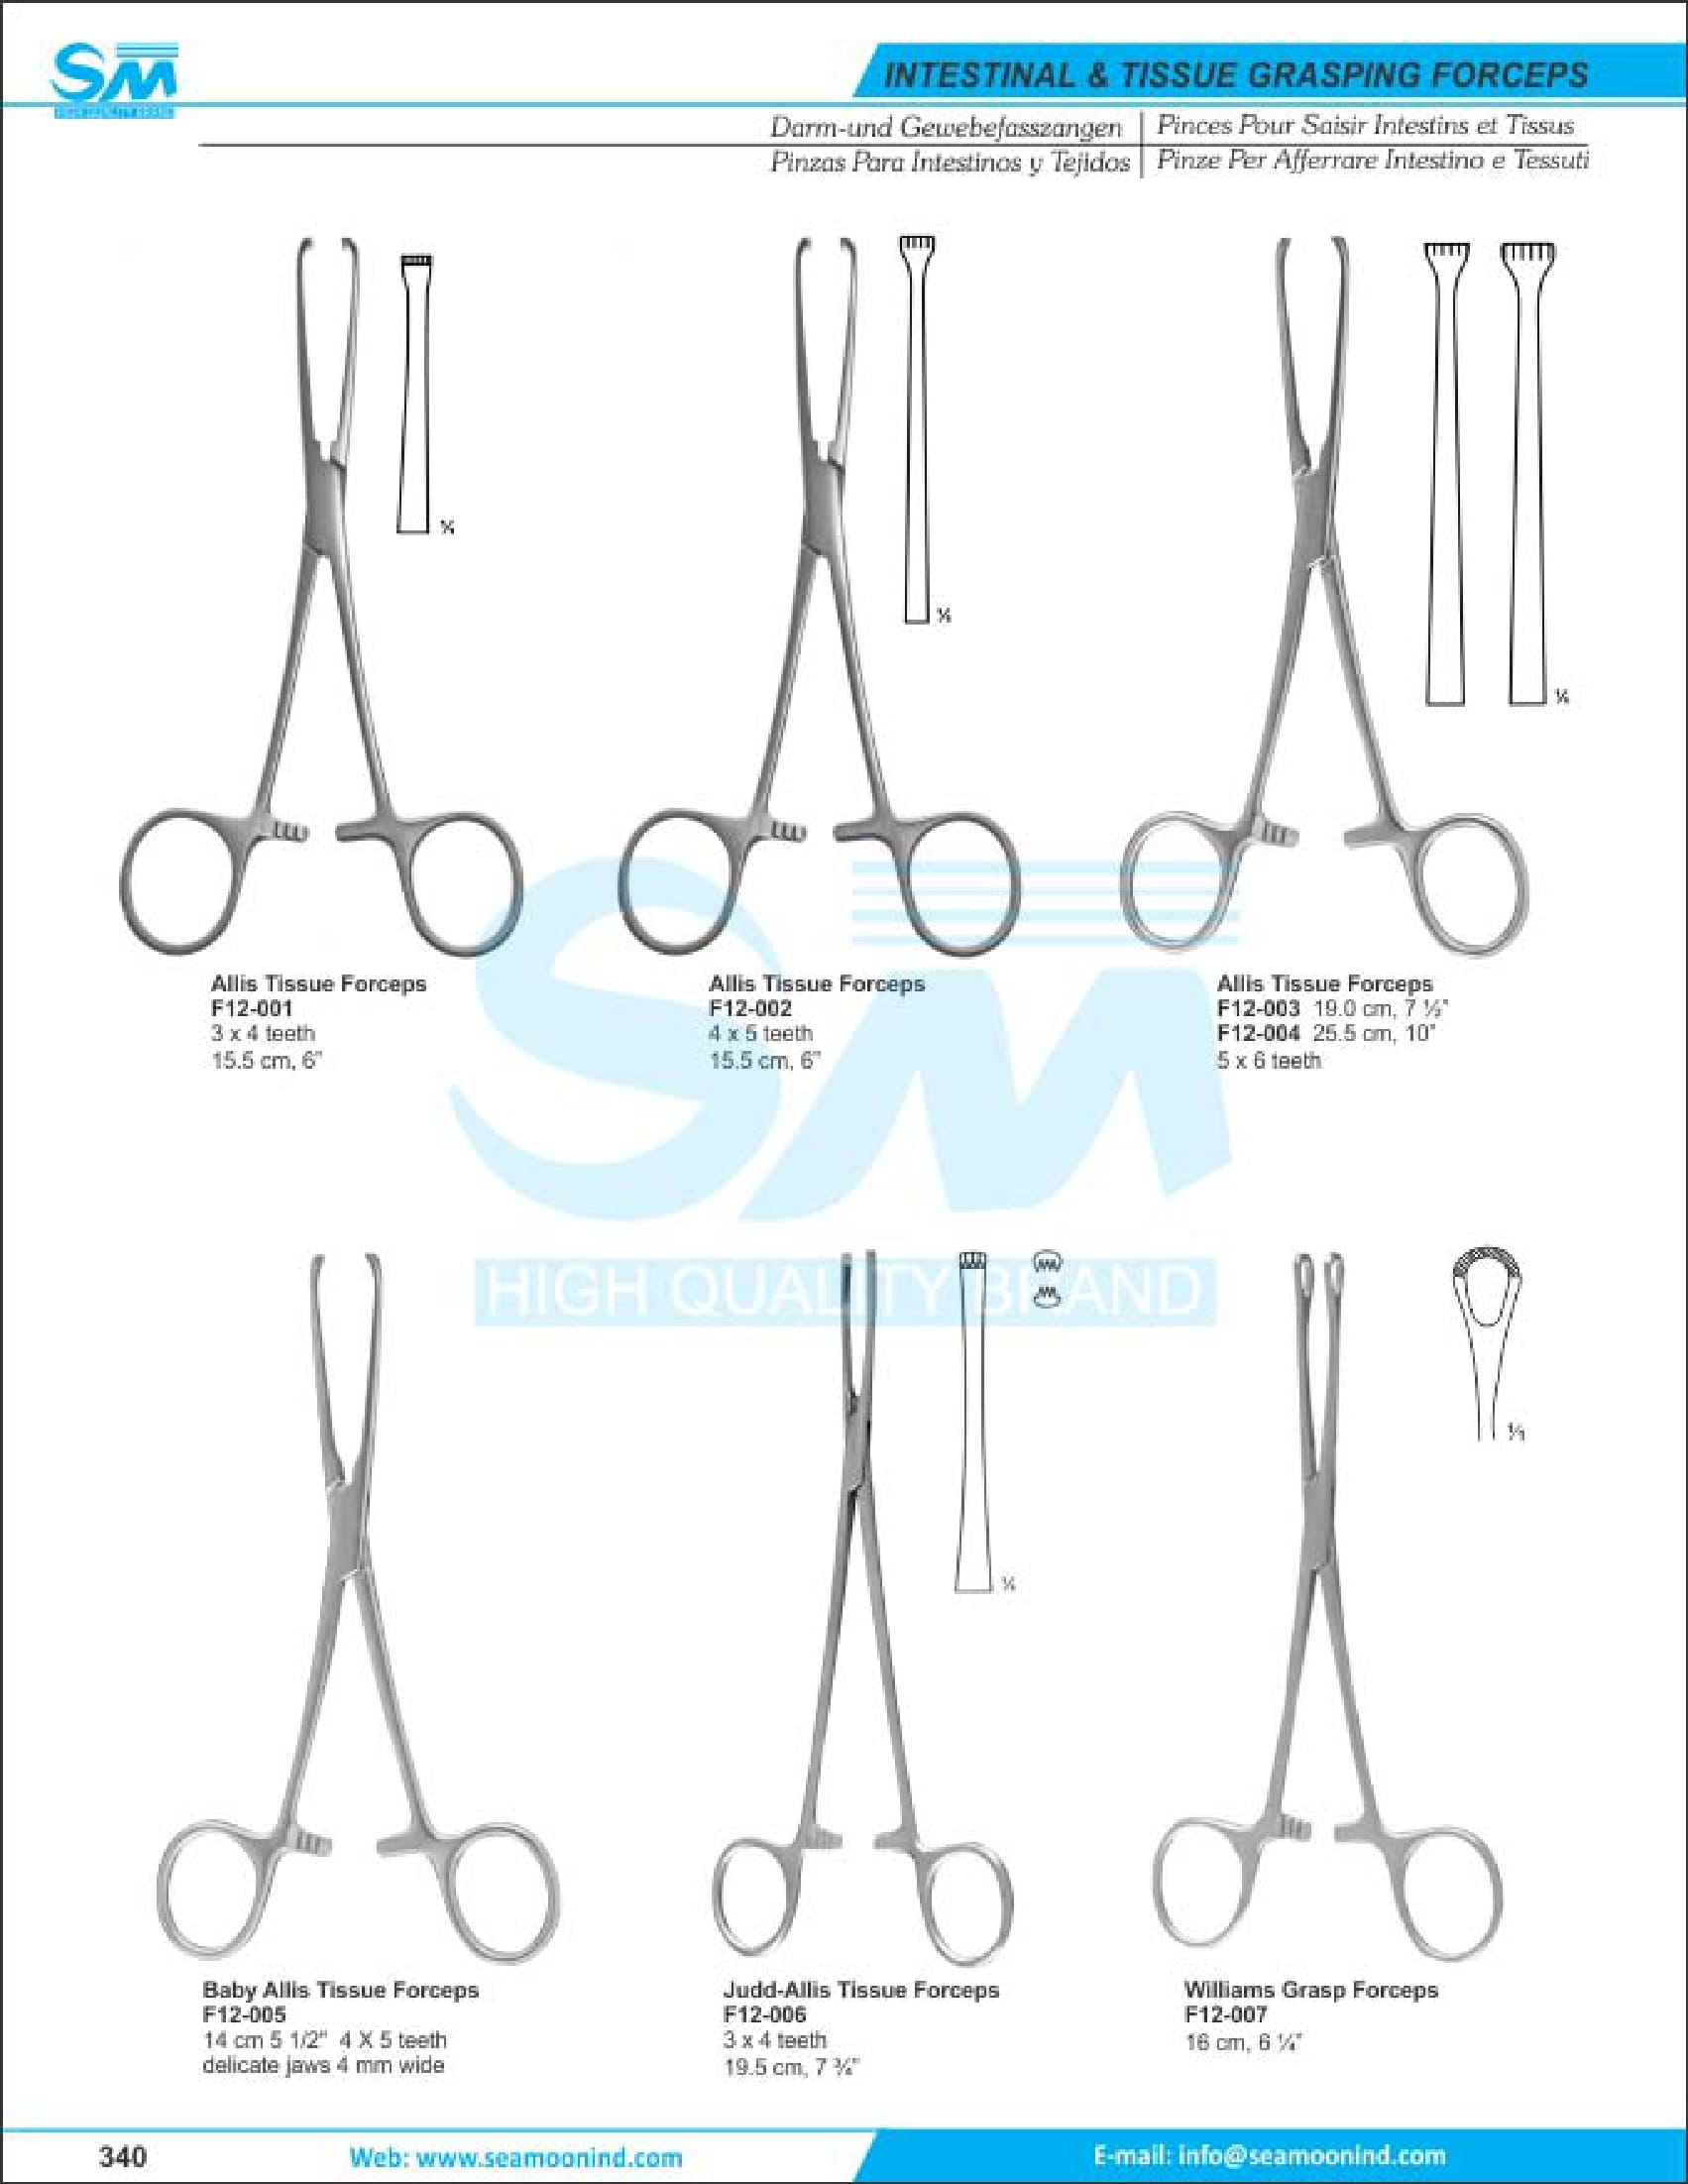 SM
INTESTINAL & TISSUE GRASPING FORCEPS
Darm-und Gewebefasszangen
Pinces Pour Saisir Intestins et Tissus
Pinzas Para Intestinos y Tejidos
Pinze Per Afferrare Intestino e Tessuti
Allis Tissue Forceps
F12-001
3 x 4 teeth
15.5 cm, 6"
Allis Tissue Forceps
F12-002
4 x 5 teeth
15.5 cm, 6"
Allis Tissue Forceps
F12-003 19.0 cm, 7 ½"
F12-004 25.5 cm, 10"
5 x 6 teeth
SM
HIGH QUALITY BRAND
1/1
Baby Allis Tissue Forceps
F12-005
14 cm 5 1/2" 4 X 5 teeth
delicate jaws 4 mm wide
Judd-Allis Tissue Forceps
F12-006
3 x 4 teeth
19.5 cm, 7 ¾"
Williams Grasp Forceps
F12-007
16 cm, 6 ¼"
340
Web: www.seamoonind.com
E-mail: info@seamoonind.com